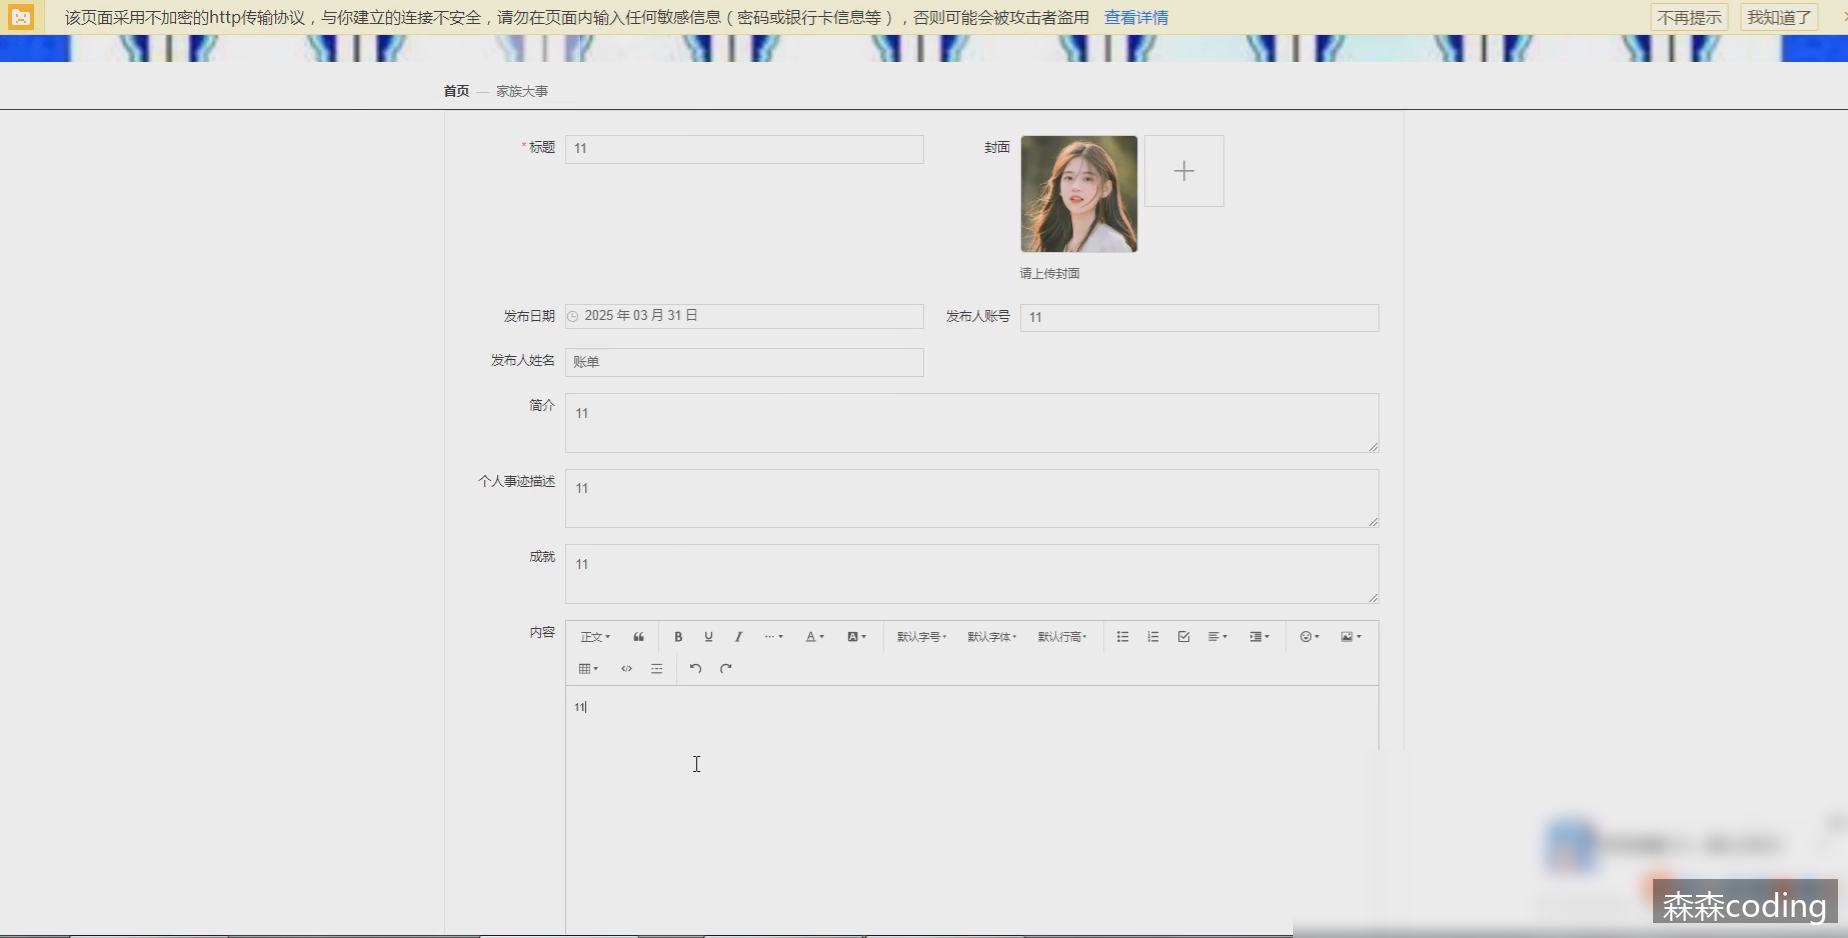 该页面采用不加密的http传输协议，与你建立的连接不安全，请勿在页面内输入任何敏感信息（密码或银行卡信息等），否则可能会被攻击者盗用 查看详情 不再提示 我知道了
首页 — 家族大事
* 标题 11 封面
请上传封面
发布日期 2025 年 03 月 31 日 发布人账号 11
发布人姓名 账单
简介 11
个人事迹描述 11
成就 11
内容 正文 B U I ··· A A 默认字号 默认字体 默认行高
11
森森coding